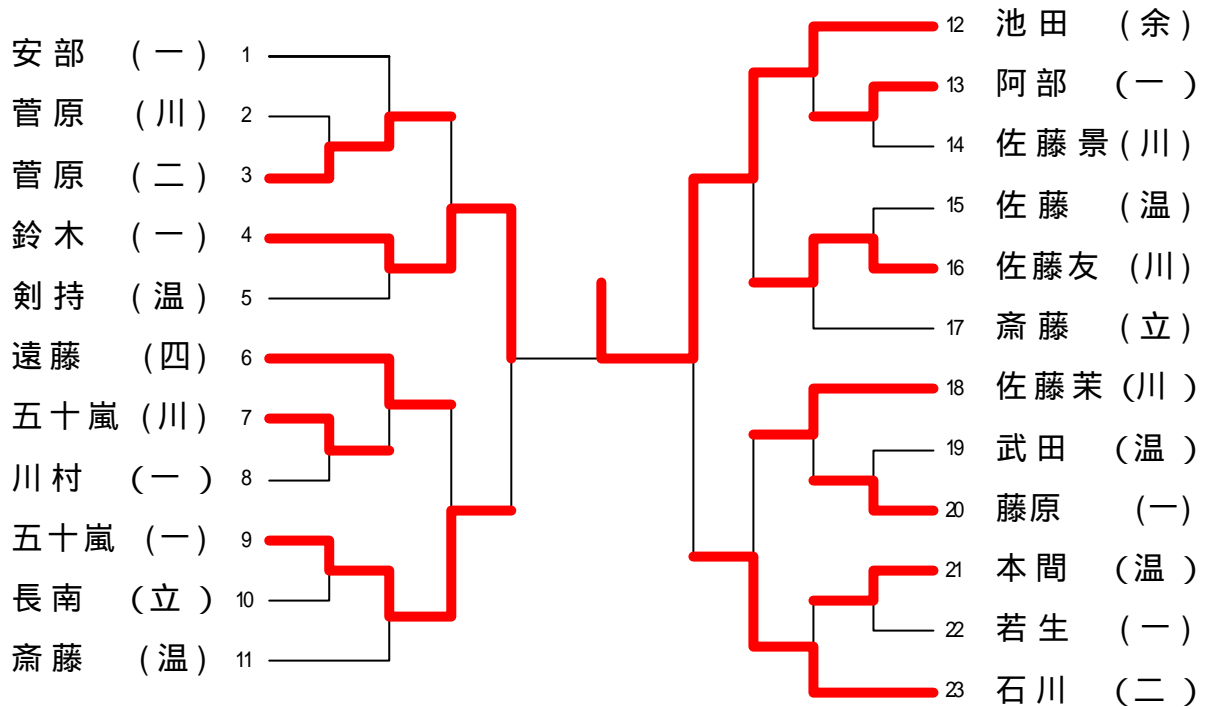 安部 (一) 1
菅原 (川) 2
菅原 (二) 3
鈴木 (一) 4
剣持 (温) 5
遠藤 (四) 6
五十嵐 (川) 7
川村 (一) 8
五十嵐 (一) 9
長南 (立) 10
斎藤 (温) 11
12 池田 (余)
13 阿部 (一)
14 佐藤景 (川)
15 佐藤 (温)
16 佐藤友 (川)
17 斎藤 (立)
18 佐藤茉 (川)
19 武田 (温)
20 藤原 (一)
21 本間 (温)
22 若生 (一)
23 石川 (二)